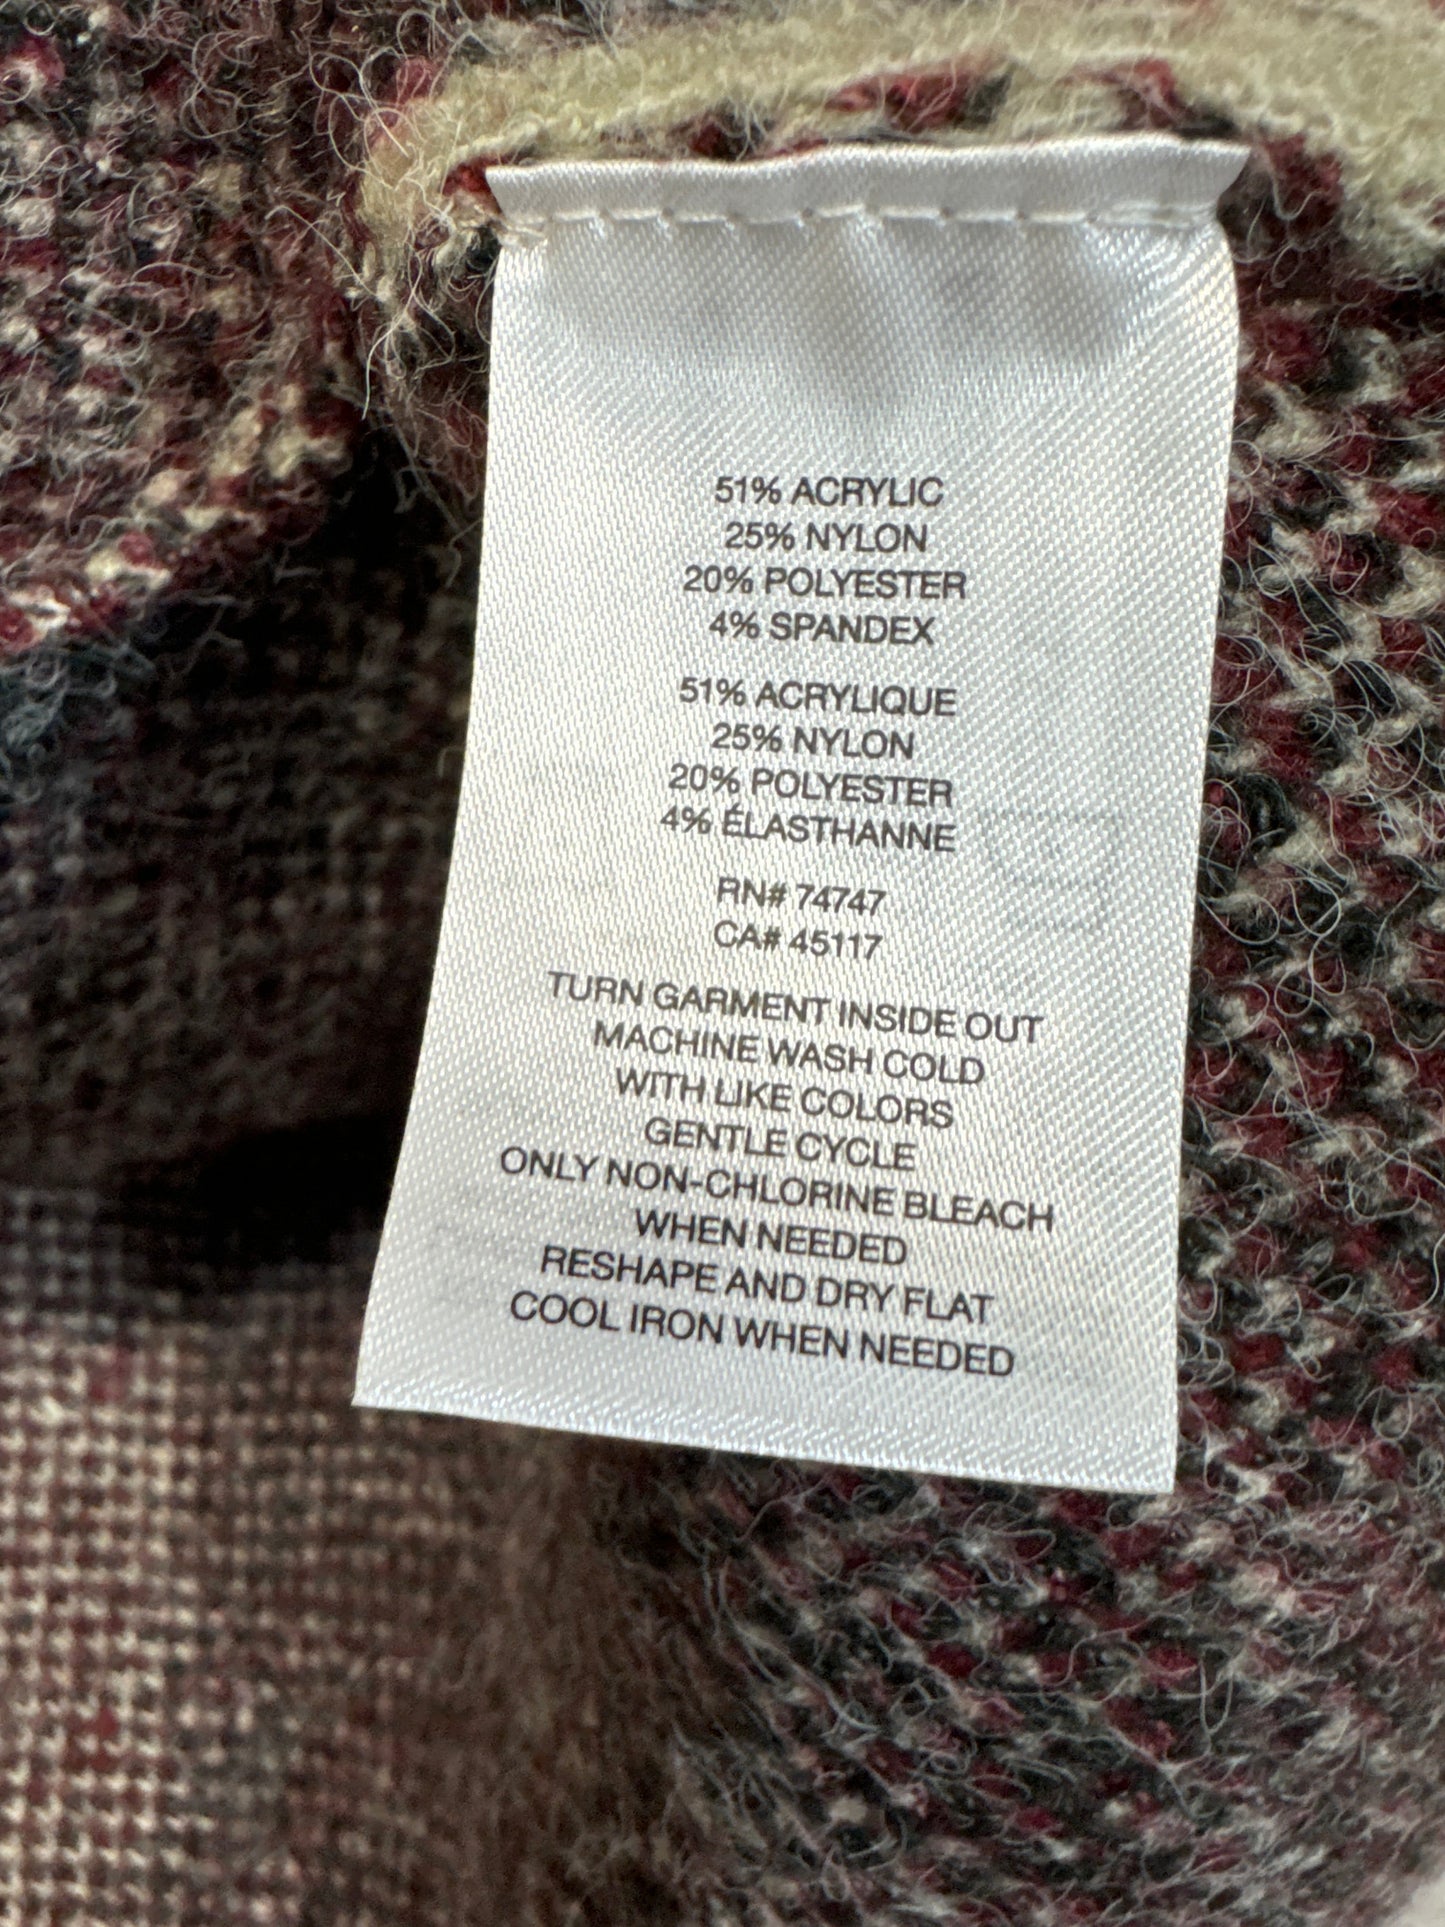 51% ACRYLIC
25% NYLON
20% POLYESTER
4% SPANDEX
51% ACRYLIQUE
25% NYLON
20% POLYESTER
4% ÉLASTHANNE
RN# 74747
CA# 45117
TURN GARMENT INSIDE OUT
MACHINE WASH COLD
WITH LIKE COLORS
GENTLE CYCLE
ONLY NON-CHLORINE BLEACH
WHEN NEEDED
RESHAPE AND DRY FLAT
COOL IRON WHEN NEEDED